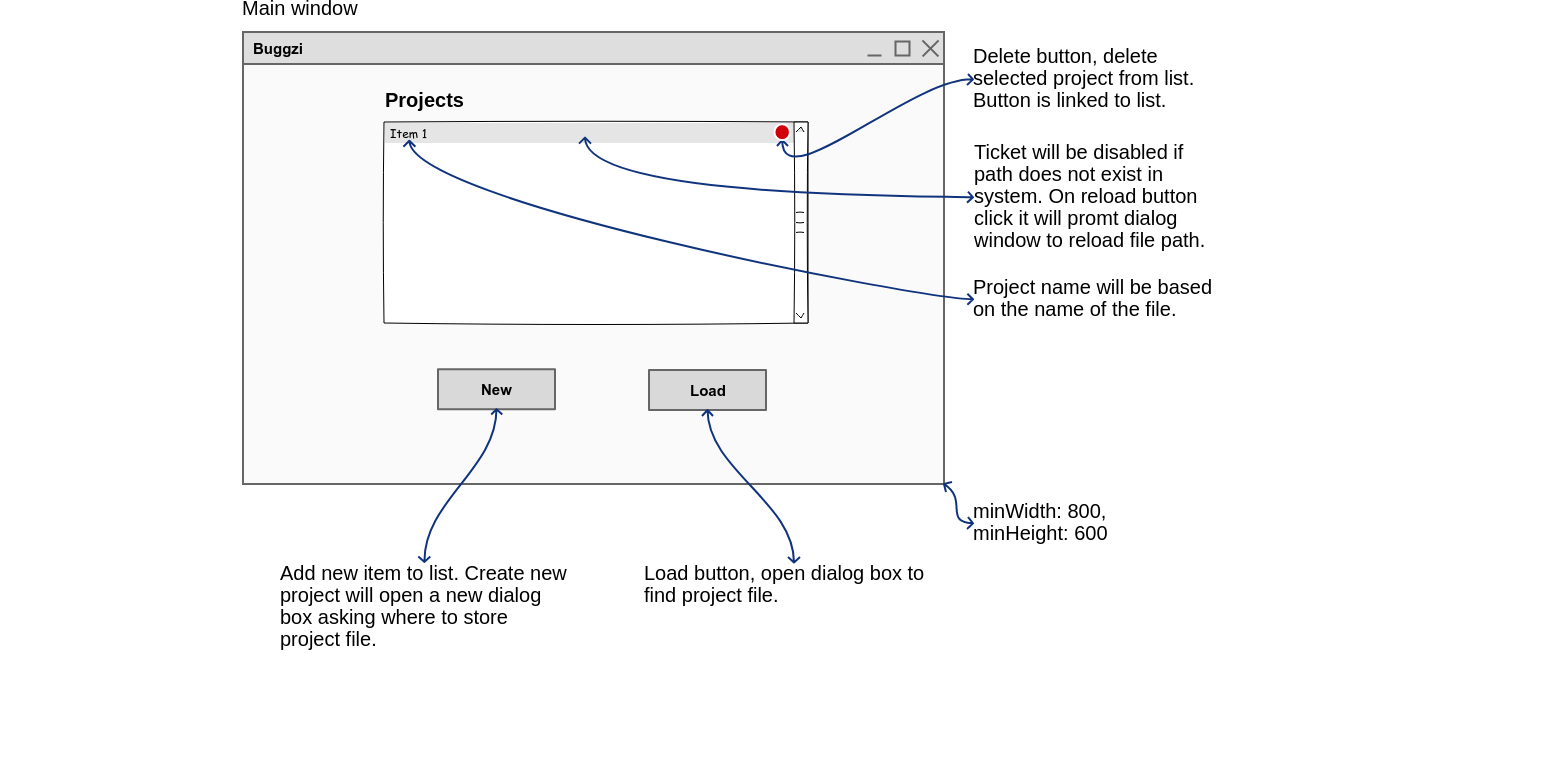 Main window
Buggzi
Projects
Item 1
Delete button, delete
selected project from list.
Button is linked to list.
Ticket will be disabled if
path does not exist in
system. On reload button
click it will promt dialog
window to reload file path.
Project name will be based
on the name of the file.
New
Load
minWidth: 800,
minHeight: 600
Add new item to list. Create new
project will open a new dialog
box asking where to store
project file.
Load button, open dialog box to
find project file.